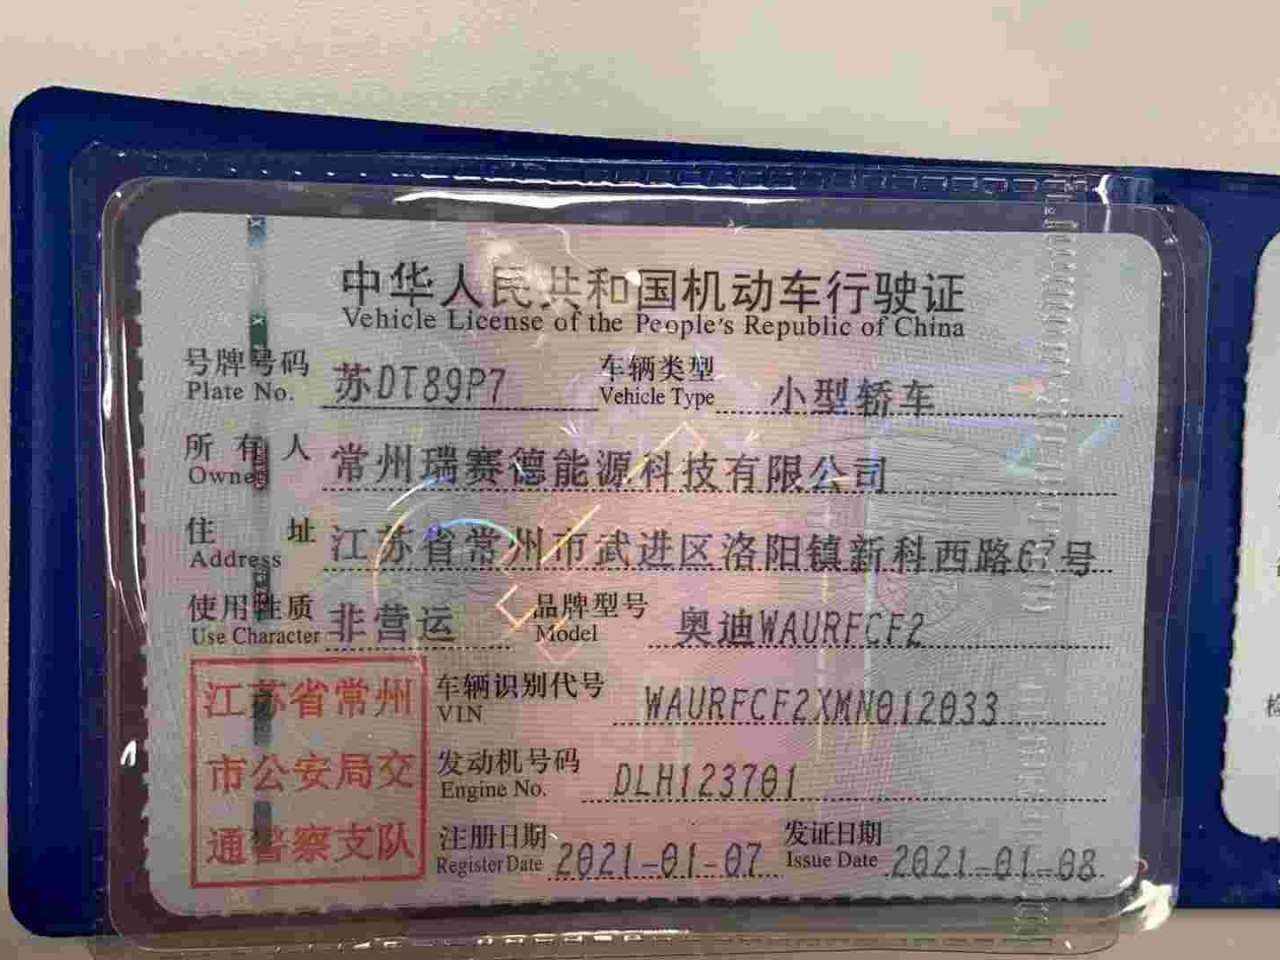 中华人民共和国机动车行驶证
Vehicle License of the People's Republic of China
号牌号码 苏DT89P7 车辆类型 小型轿车
Plate No. Vehicle Type
所有人 常州瑞赛德能源科技有限公司
Owner
住址 江苏省常州市武进区洛阳镇新科西路67号
Address
使用性质 非营运 品牌型号 奥迪WAURFCF2
Use Character Model
江苏省常州
市公安局交
通警察支队
车辆识别代号 WAURFCF2XMN012033
VIN
发动机号码 DLH123701
Engine No.
注册日期 2021-01-07 发证日期 2021-01-08
Register Date Issue Date